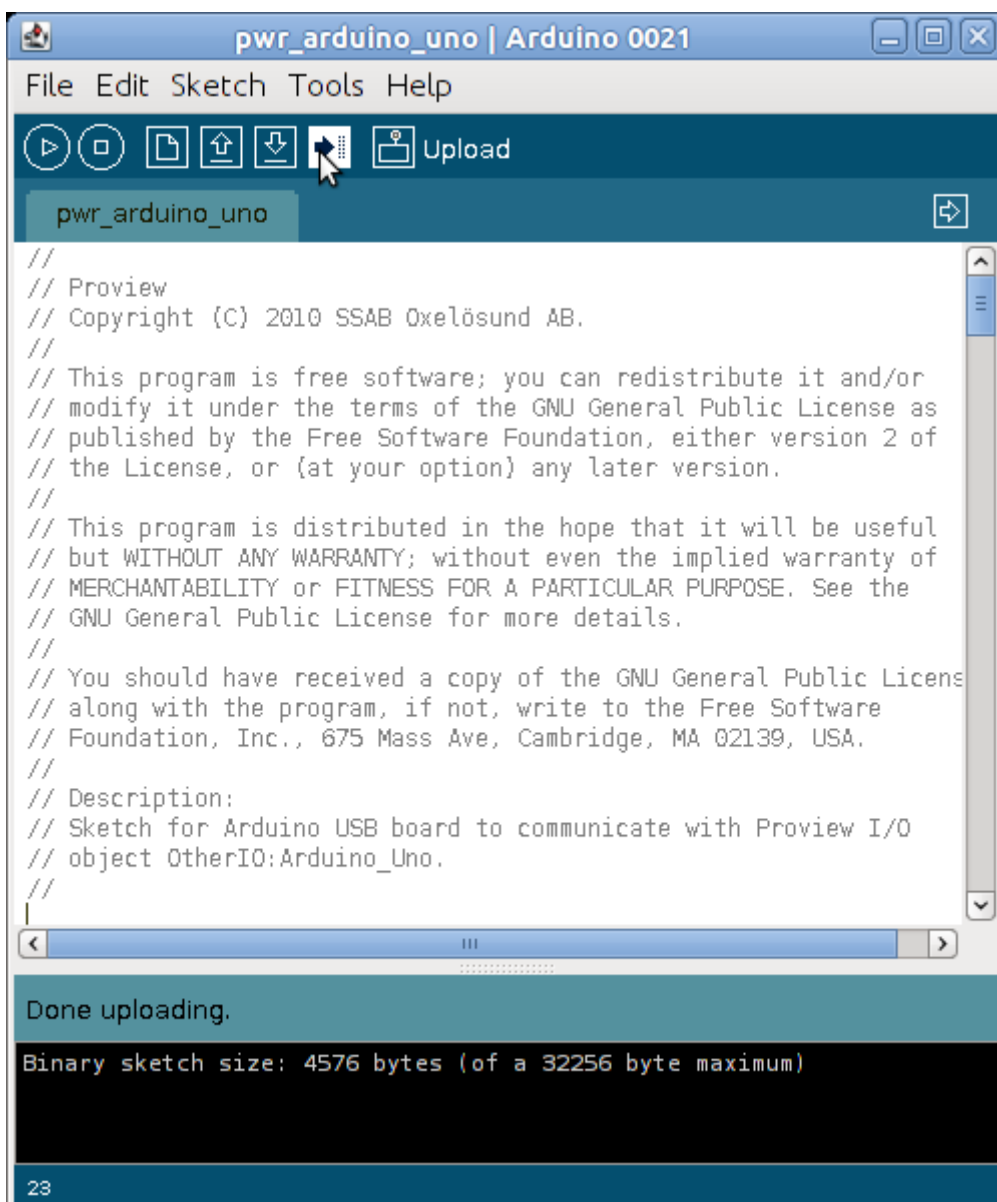 pwr_arduino_uno | Arduino 0021
File Edit Sketch Tools Help
Upload
pwr_arduino_uno
//
// Proview
// Copyright (C) 2010 SSAB Oxelösund AB.
//
// This program is free software; you can redistribute it and/or
// modify it under the terms of the GNU General Public License as
// published by the Free Software Foundation, either version 2 of
// the License, or (at your option) any later version.
//
// This program is distributed in the hope that it will be useful
// but WITHOUT ANY WARRANTY; without even the implied warranty of
// MERCHANTABILITY or FITNESS FOR A PARTICULAR PURPOSE. See the
// GNU General Public License for more details.
//
// You should have received a copy of the GNU General Public Licens
// along with the program, if not, write to the Free Software
// Foundation, Inc., 675 Mass Ave, Cambridge, MA 02139, USA.
//
// Description:
// Sketch for Arduino USB board to communicate with Proview I/O
// object OtherIO:Arduino_Uno.
//
Done uploading.
Binary sketch size: 4576 bytes (of a 32256 byte maximum)
23